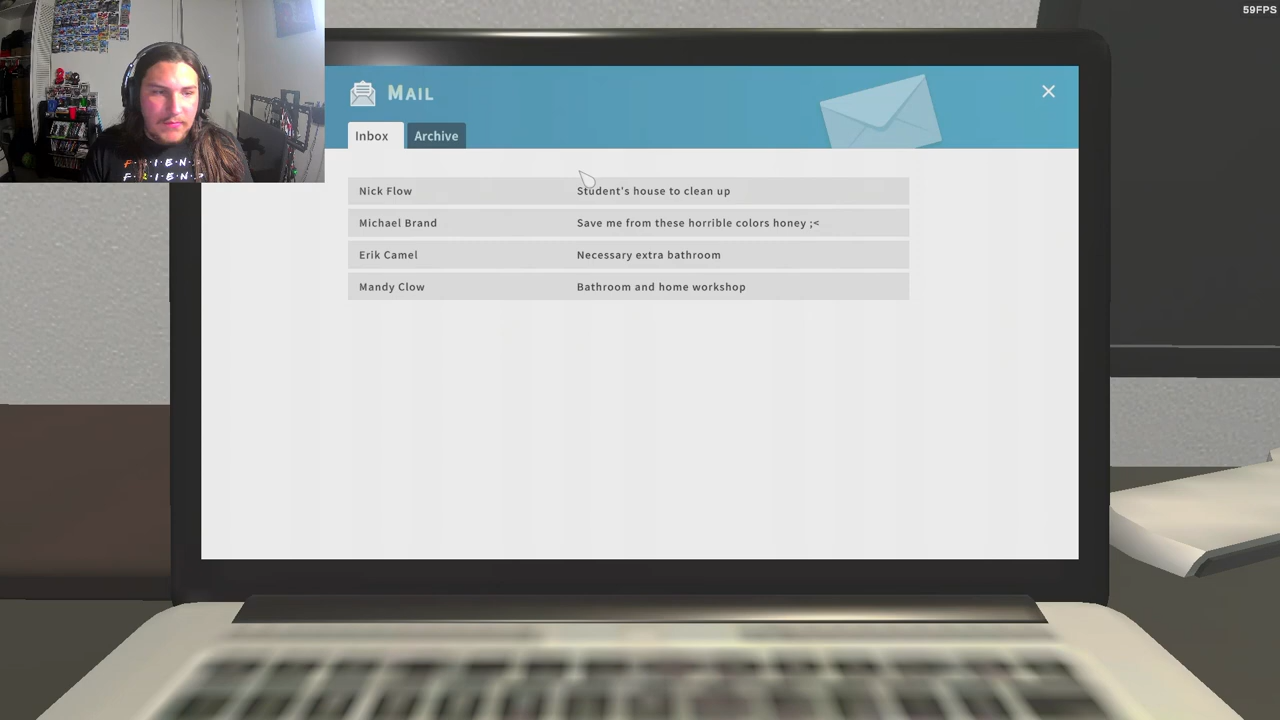 59FPS
MAIL
Inbox Archive
Nick Flow Student's house to clean up
Michael Brand Save me from these horrible colors honey ;<
Erik Camel Necessary extra bathroom
Mandy Clow Bathroom and home workshop
F·R·I·E·N·
F·R·I·E·N·